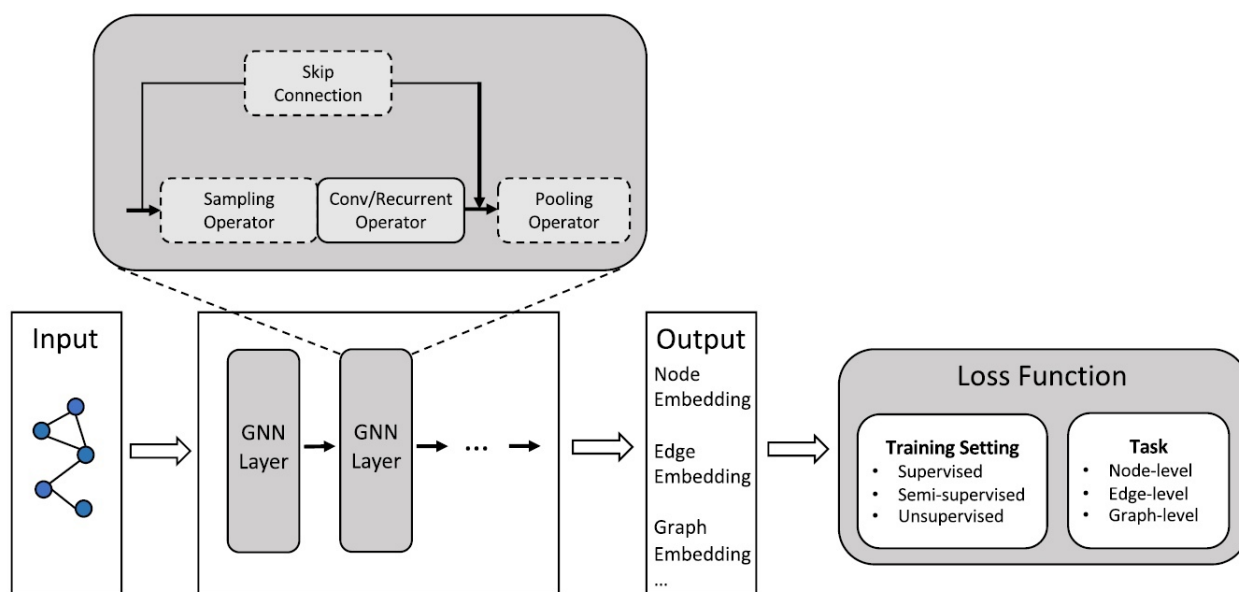 Skip
Connection
Sampling
Operator
Conv/Recurrent
Operator
Pooling
Operator
Input
GNN
Layer
GNN
Layer
...
Output
Node
Embedding
Edge
Embedding
Graph
Embedding
...
Loss Function
Training Setting
• Supervised
• Semi-supervised
• Unsupervised
Task
• Node-level
• Edge-level
• Graph-level